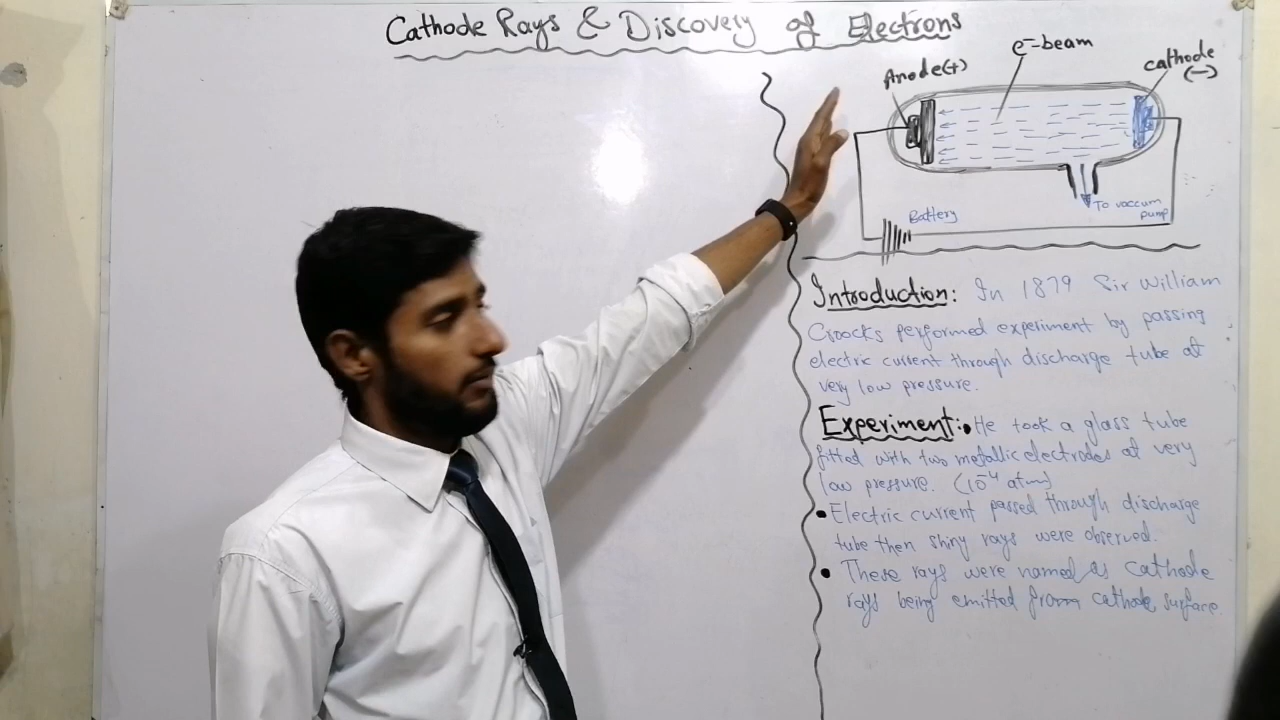 Cathode Rays & Discovery of Electrons
Anode(+)
e⁻-beam
cathode
(-)
Battery
To vaccum
pump
Introduction: In 1879 Sir William
Croocks performed experiment by passing
electric current through discharge tube at
very low pressure.
Experiment:• He took a glass tube
fitted with two metallic electrodes at very
low pressure. (10⁻⁴ atm)
• Electric current passed through discharge
tube then shiny rays were observed.
• These rays were named as cathode
rays being emitted from cathode surface.